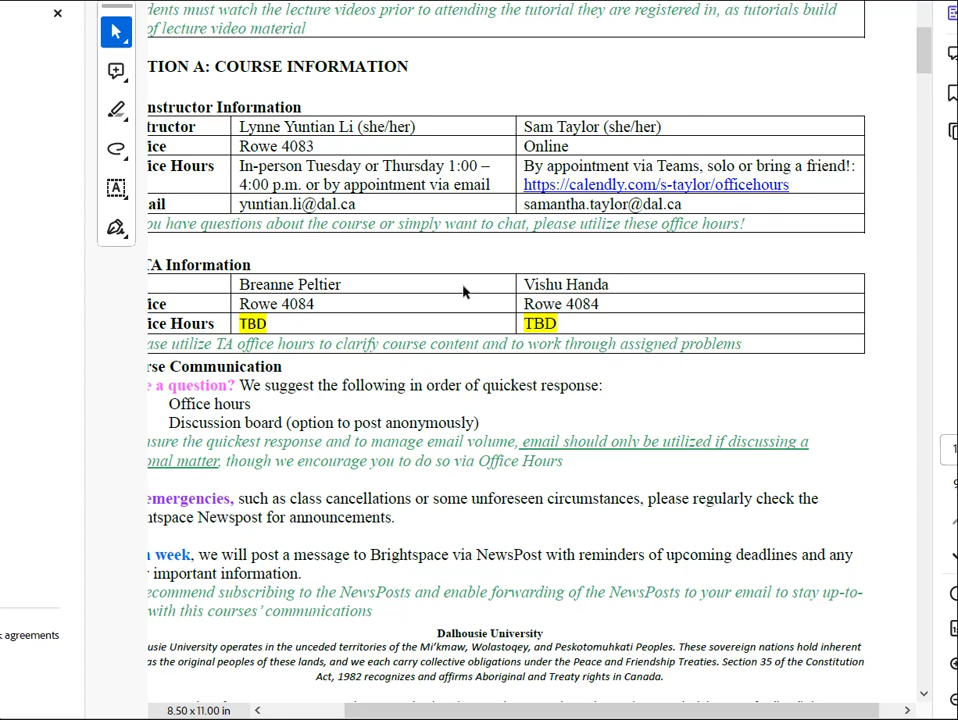 dents must watch the lecture videos prior to attending the tutorial they are registered in, as tutorials build
of lecture video material
TION A: COURSE INFORMATION
nstructor Information
tructor Lynne Yuntian Li (she/her) Sam Taylor (she/her)
ice Rowe 4083 Online
ice Hours In-person Tuesday or Thursday 1:00 – By appointment via Teams, solo or bring a friend!:
4:00 p.m. or by appointment via email https://calendly.com/s-taylor/officehours
ail yuntian.li@dal.ca samantha.taylor@dal.ca
ou have questions about the course or simply want to chat, please utilize these office hours!
TA Information
Breanne Peltier Vishu Handa
ice Rowe 4084 Rowe 4084
ice Hours TBD TBD
ase utilize TA office hours to clarify course content and to work through assigned problems
rse Communication
e a question? We suggest the following in order of quickest response:
Office hours
Discussion board (option to post anonymously)
nsure the quickest response and to manage email volume, email should only be utilized if discussing a
onal matter, though we encourage you to do so via Office Hours
emergencies, such as class cancellations or some unforeseen circumstances, please regularly check the
htspace Newspost for announcements.
h week, we will post a message to Brightspace via NewsPost with reminders of upcoming deadlines and any
r important information.
ecommend subscribing to the NewsPosts and enable forwarding of the NewsPosts to your email to stay up-to-
with this courses' communications
k agreements
Dalhousie University
usie University operates in the unceded territories of the Mi'kmaw, Wolastoqey, and Peskotomuhkati Peoples. These sovereign nations hold inherent
as the original peoples of these lands, and we each carry collective obligations under the Peace and Friendship Treaties. Section 35 of the Constitution
Act, 1982 recognizes and affirms Aboriginal and Treaty rights in Canada.
8.50 x 11.00 in